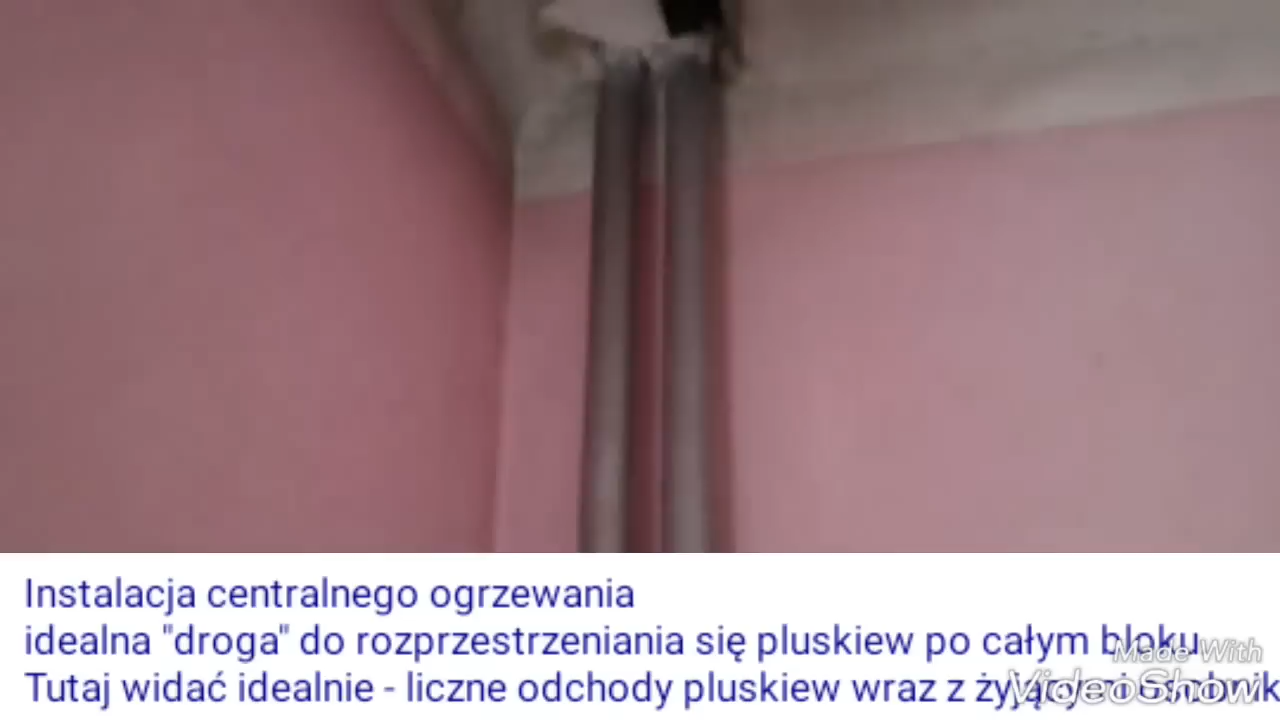 Instalacja centralnego ogrzewania
idealna "droga" do rozprzestrzeniania się pluskiew po całym bloku
Tutaj widać idealnie - liczne odchody pluskiew wraz z
Made With
VideoShow